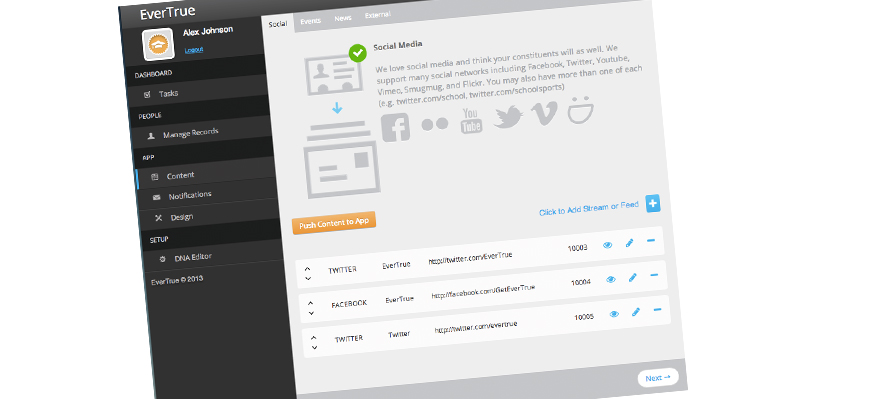 EverTrue
Alex Johnson
Logout
DASHBOARD
Tasks
PEOPLE
Manage Records
APP
Content
Notifications
Design
SETUP
DNA Editor
EverTrue © 2013
Social Events News External
Social Media
We love social media and think your constituents will as well. We
support many social networks including Facebook, Twitter, Youtube,
Vimeo, Smugmug, and Flickr. You may also have more than one of each
(e.g. twitter.com/school, twitter.com/schoolsports)
You
Tube
Push Content to App
Click to Add Stream or Feed
TWITTER EverTrue http://twitter.com/EverTrue 10003
FACEBOOK EverTrue http://facebook.com/GetEverTrue 10004
TWITTER Twitter http://twitter.com/evertrue 10005
Next →